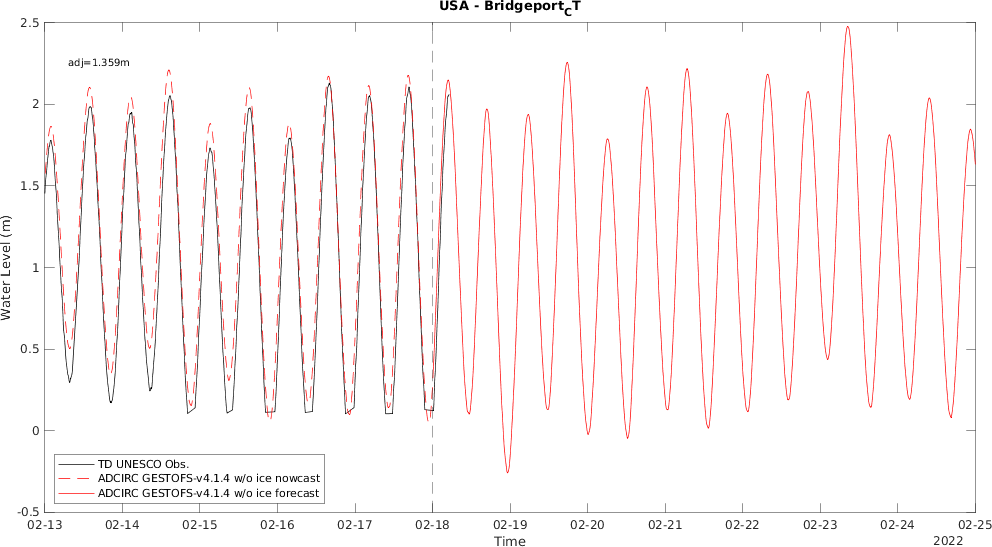 USA - Bridgeport_CT
adj=1.359m
2.5
2
1.5
1
0.5
0
-0.5
Water Level (m)
TD UNESCO Obs.
ADCIRC GESTOFS-v4.1.4 w/o ice nowcast
ADCIRC GESTOFS-v4.1.4 w/o ice forecast
02-13 02-14 02-15 02-16 02-17 02-18 02-19 02-20 02-21 02-22 02-23 02-24 02-25
Time
2022